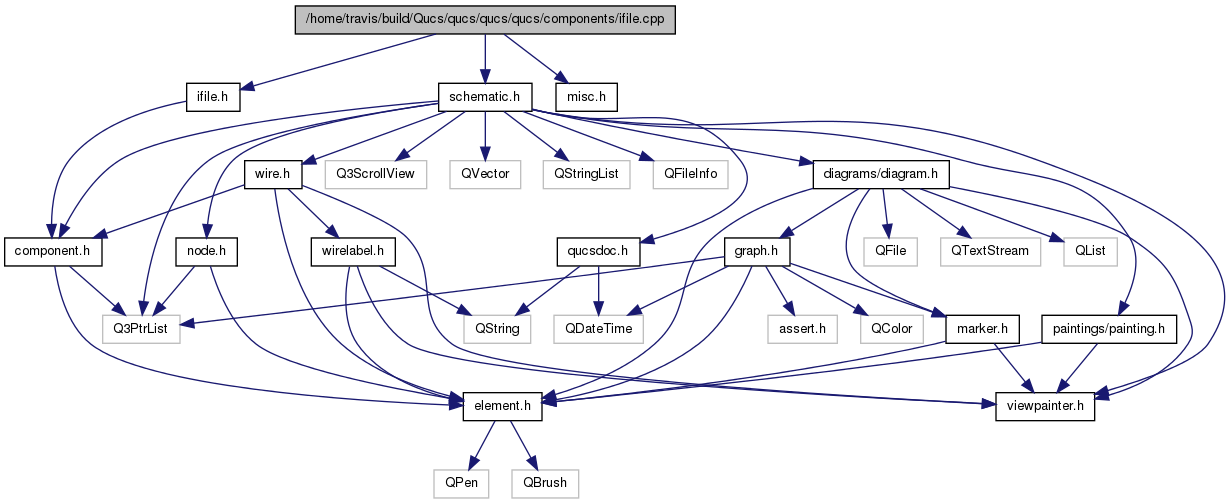 /home/travis/build/Qucs/qucs/qucs/qucs/components/ifile.cpp
ifile.h
schematic.h
misc.h
wire.h
Q3ScrollView
QVector
QStringList
QFileInfo
diagrams/diagram.h
component.h
node.h
wirelabel.h
qucsdoc.h
graph.h
QFile
QTextStream
QList
Q3PtrList
QString
QDateTime
assert.h
QColor
marker.h
paintings/painting.h
element.h
viewpainter.h
QPen
QBrush